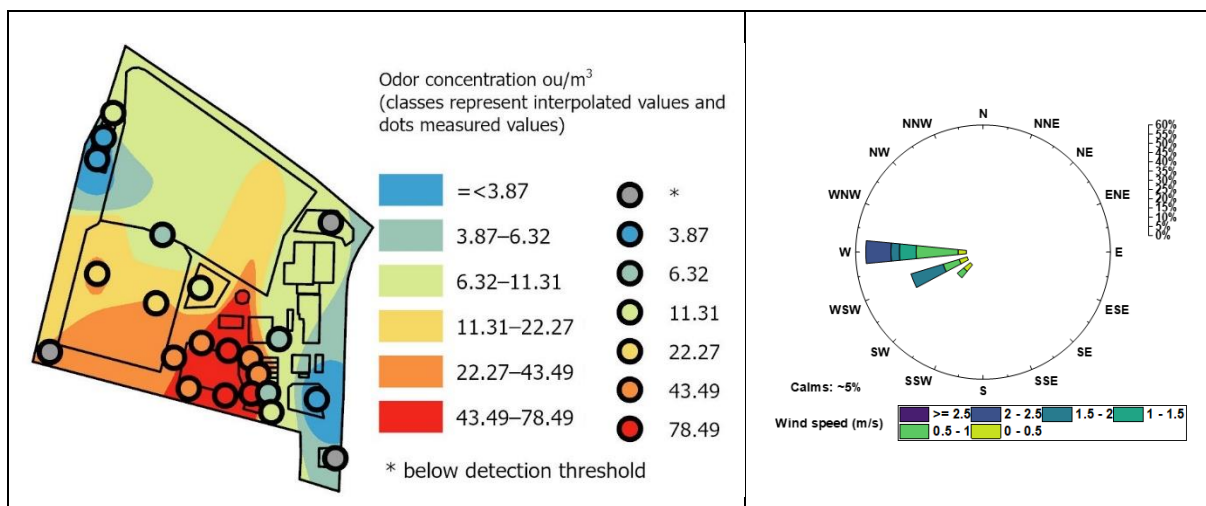 Odor concentration ou/m³
(classes represent interpolated values and
dots measured values)
=<3.87
3.87–6.32
6.32–11.31
11.31–22.27
22.27–43.49
43.49–78.49
*
3.87
6.32
11.31
22.27
43.49
78.49
* below detection threshold
N
NNE
NE
ENE
E
ESE
SE
SSE
S
SSW
SW
WSW
W
WNW
NW
NNW
60%
55%
50%
45%
40%
35%
30%
25%
20%
15%
10%
5%
0%
Calms: ~5%
Wind speed (m/s)
>= 2.5 2 - 2.5 1.5 - 2 1 - 1.5
0.5 - 1 0 - 0.5